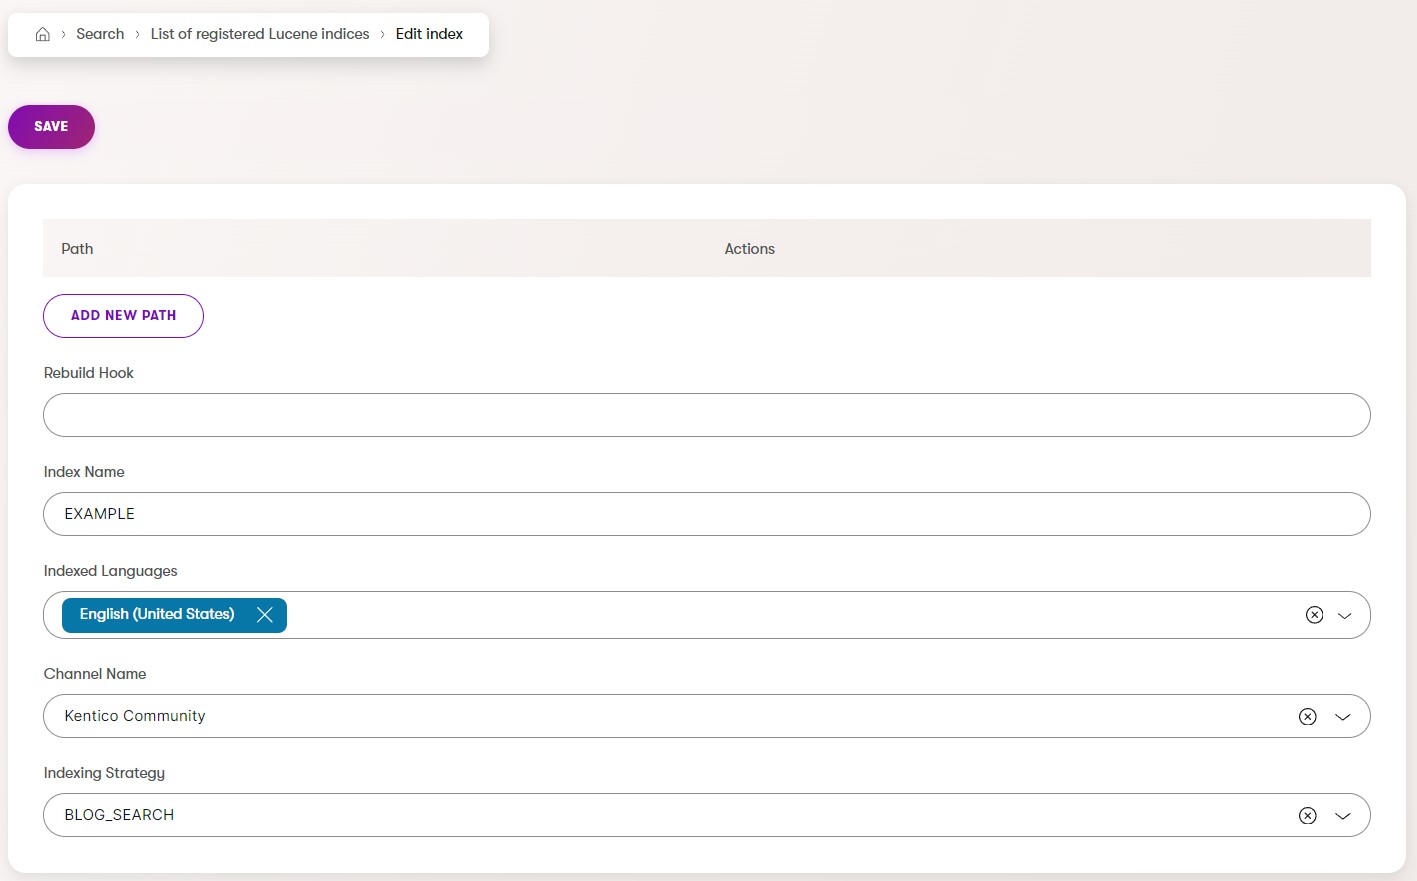 Search > List of registered Lucene indices > Edit index
SAVE
Path Actions
ADD NEW PATH
Rebuild Hook
Index Name
EXAMPLE
Indexed Languages
English (United States)
Channel Name
Kentico Community
Indexing Strategy
BLOG_SEARCH